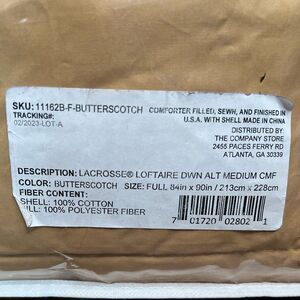 SKU: 11162B-F-BUTTERSCOTCH
TRACKING#:
02/2023-LOT-A
COMFORTER FILLED, SEWH, AND FINISHED IN
U.S.A. WITH SHELL MADE IN CHINA
DISTRIBUTED BY:
THE COMPANY STORE
2455 PACES FERRY RD
ATLANTA, GA 30339
DESCRIPTION: LACROSSE® LOFTAIRE DWN ALT MEDIUM CMF
COLOR: BUTTERSCOTCH SIZE: FULL 84in x 90in / 213cm x 228cm
FIBER CONTENT:
SHELL: 100% COTTON
FILL: 100% POLYESTER FIBER
7 01720 02802 1